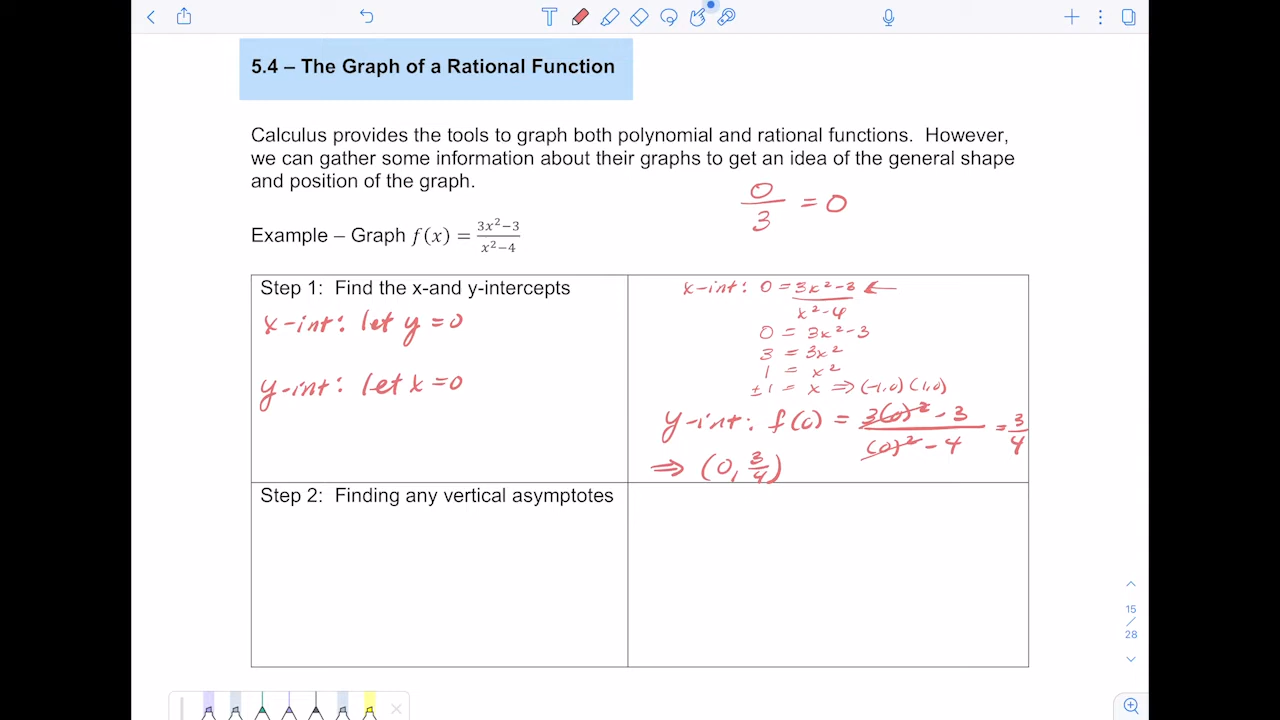 5.4 – The Graph of a Rational Function
Calculus provides the tools to graph both polynomial and rational functions. However,
we can gather some information about their graphs to get an idea of the general shape
and position of the graph.
0/3 = 0
Example – Graph f(x) = (3x²−3)/(x²−4)
Step 1: Find the x-and y-intercepts
x-int: let y = 0
y-int: let x = 0
x-int: 0 = (3x²-3)/(x²-4) ←
0 = 3x²-3
3 = 3x²
1 = x²
±1 = x ⇒ (-1,0) (1,0)
y-int: f(0) = (3(0)² - 3)/((0)² - 4) = 3/4
⇒ (0, 3/4)
Step 2: Finding any vertical asymptotes
15
/
28